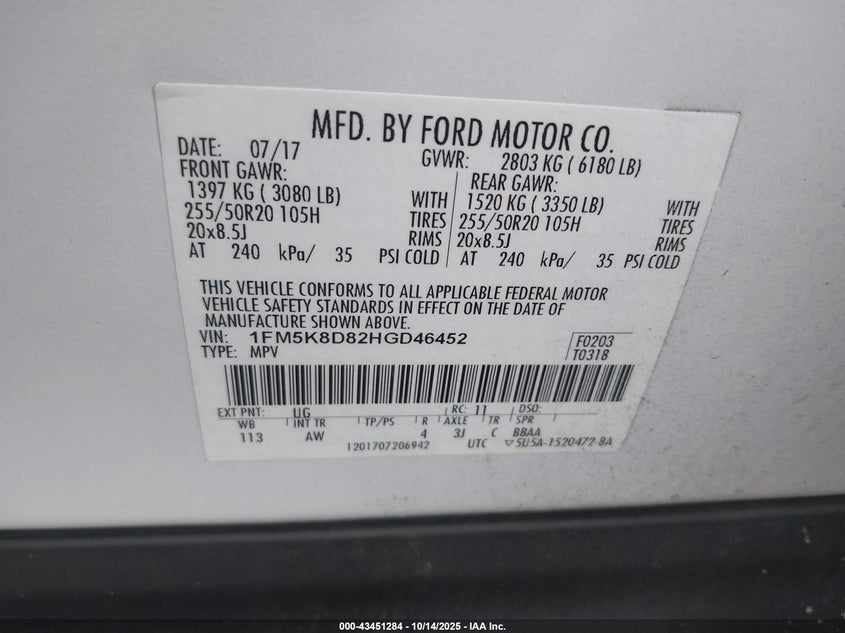 MFD. BY FORD MOTOR CO.
DATE: 07/17 GVWR: 2803 KG ( 6180 LB)
FRONT GAWR: REAR GAWR:
1397 KG ( 3080 LB) WITH 1520 KG ( 3350 LB) WITH
255/50R20 105H TIRES 255/50R20 105H TIRES
20x8.5J RIMS 20x8.5J RIMS
AT 240 kPa/ 35 PSI COLD AT 240 kPa/ 35 PSI COLD
THIS VEHICLE CONFORMS TO ALL APPLICABLE FEDERAL MOTOR
VEHICLE SAFETY STANDARDS IN EFFECT ON THE DATE OF
MANUFACTURE SHOWN ABOVE.
VIN: 1FM5K8D82HGD46452 F0203
TYPE: MPV T0318
EXT PNT: UG RC: 11 DSO:
WB INT TR TP/PS R AXLE TR SPR
113 AW 4 3J C BBAA
1201707206942 UTC ▽5U5A-1520472-BA
000-43451284 | 10/14/2025 - IAA Inc.